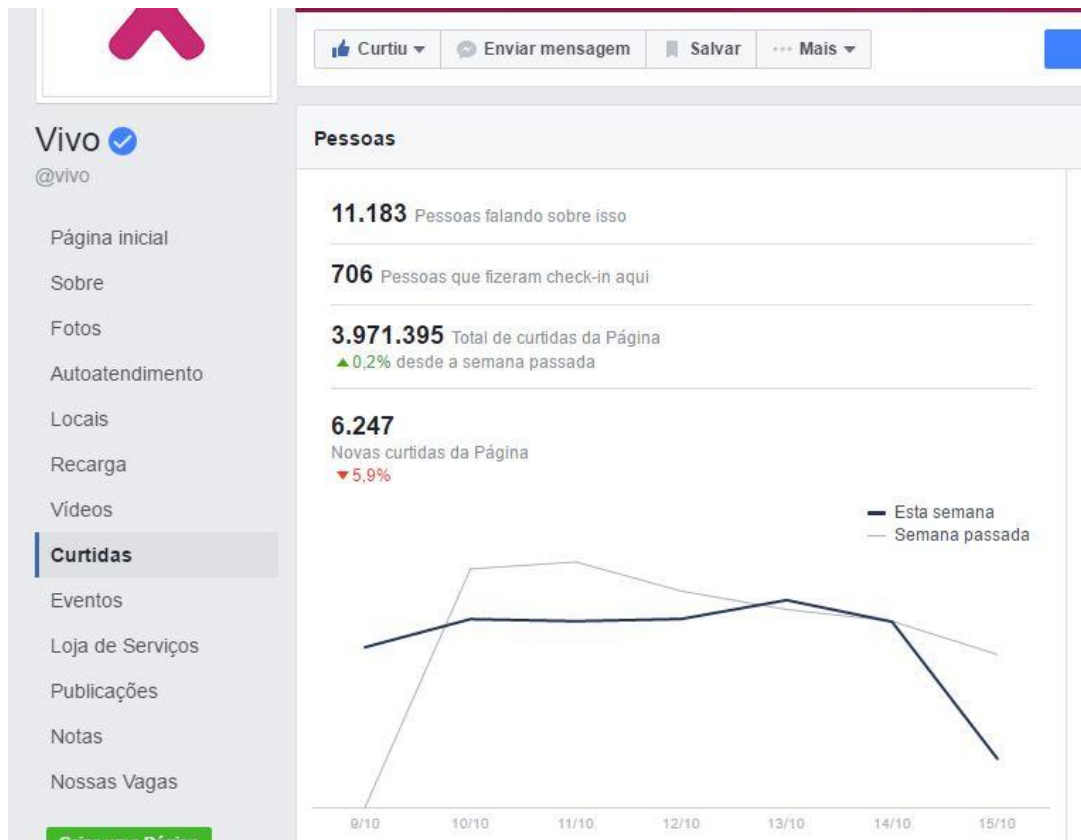 Curtiu
Enviar mensagem
Salvar
Mais
Vivo
@vivo
Página inicial
Sobre
Fotos
Autoatendimento
Locais
Recarga
Vídeos
Curtidas
Eventos
Loja de Serviços
Publicações
Notas
Nossas Vagas
Pessoas
11.183 Pessoas falando sobre isso
706 Pessoas que fizeram check-in aqui
3.971.395 Total de curtidas da Página
0,2% desde a semana passada
6.247
Novas curtidas da Página
5,9%
Esta semana
Semana passada
9/10 10/10 11/10 12/10 13/10 14/10 15/10